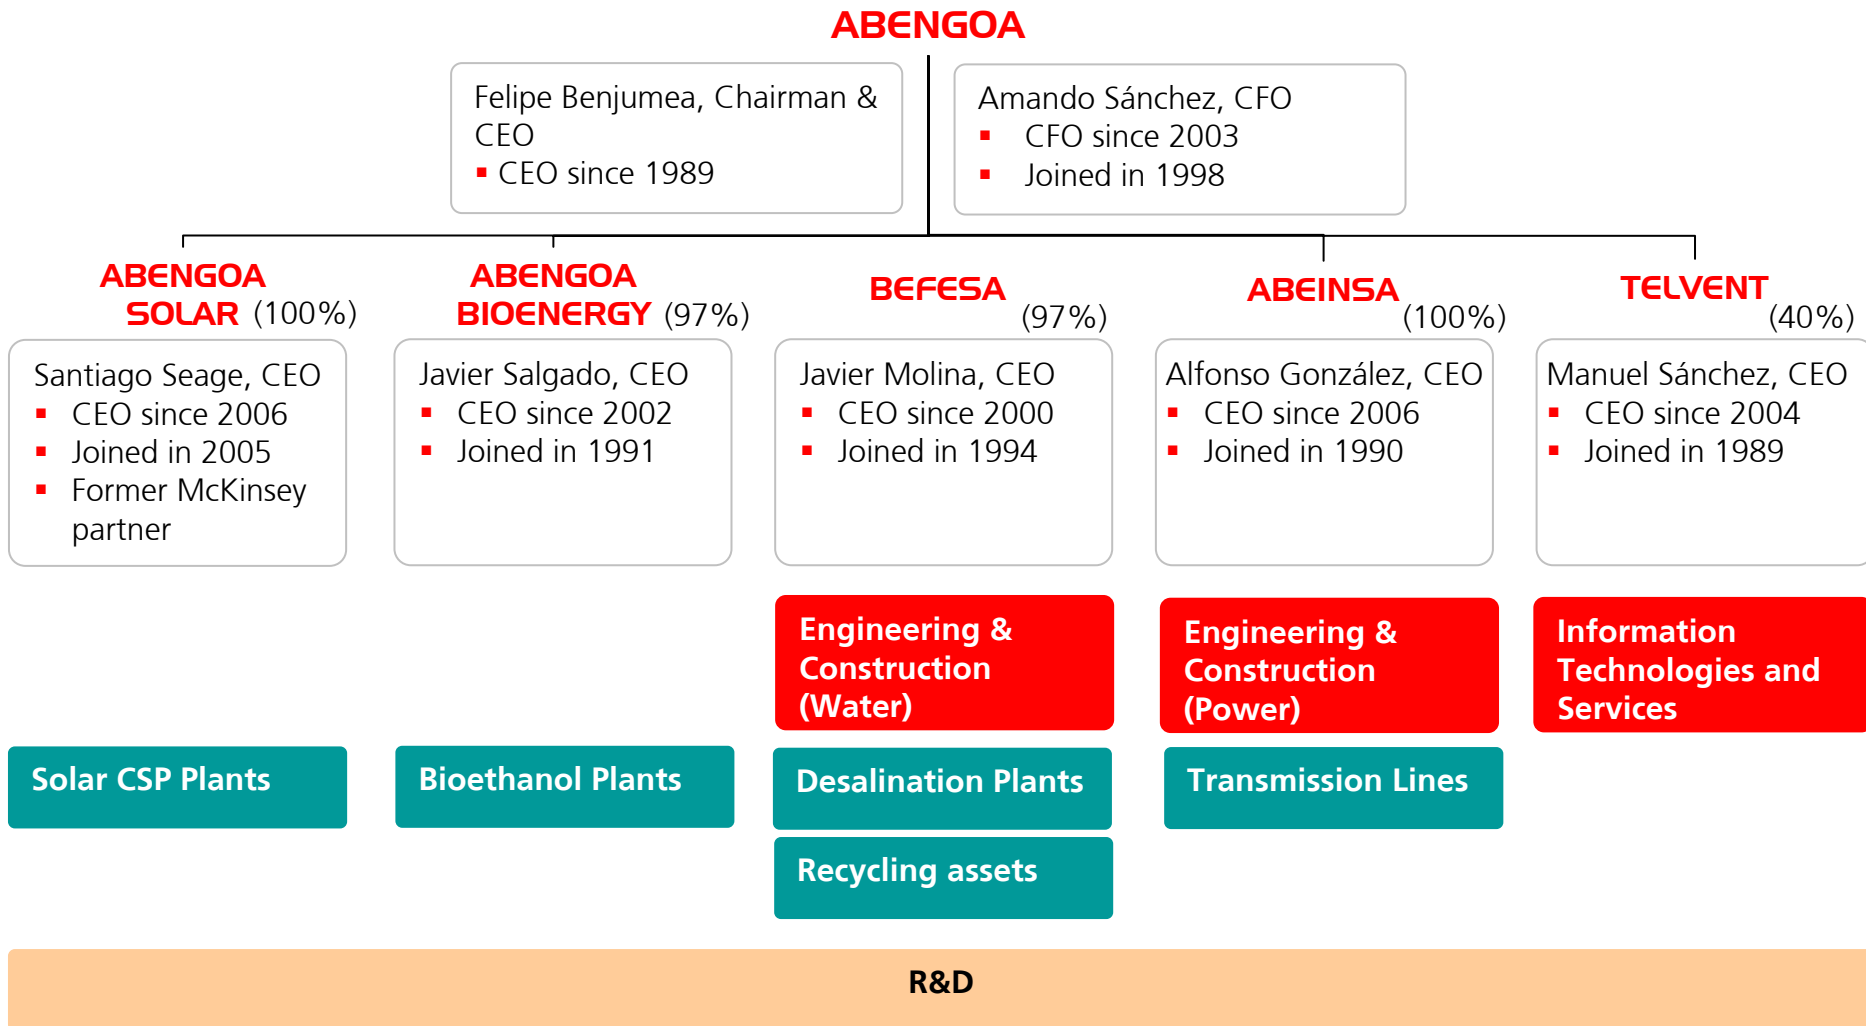 ABENGOA
Felipe Benjumea, Chairman &
CEO
▪ CEO since 1989
Amando Sánchez, CFO
▪ CFO since 2003
▪ Joined in 1998
ABENGOA
SOLAR (100%)
ABENGOA
BIOENERGY (97%)
BEFESA
(97%)
ABEINSA
(100%)
TELVENT
(40%)
Santiago Seage, CEO
▪ CEO since 2006
▪ Joined in 2005
▪ Former McKinsey
partner
Javier Salgado, CEO
▪ CEO since 2002
▪ Joined in 1991
Javier Molina, CEO
▪ CEO since 2000
▪ Joined in 1994
Alfonso González, CEO
▪ CEO since 2006
▪ Joined in 1990
Manuel Sánchez, CEO
▪ CEO since 2004
▪ Joined in 1989
Engineering &
Construction
(Water)
Engineering &
Construction
(Power)
Information
Technologies and
Services
Solar CSP Plants
Bioethanol Plants
Desalination Plants
Transmission Lines
Recycling assets
R&D